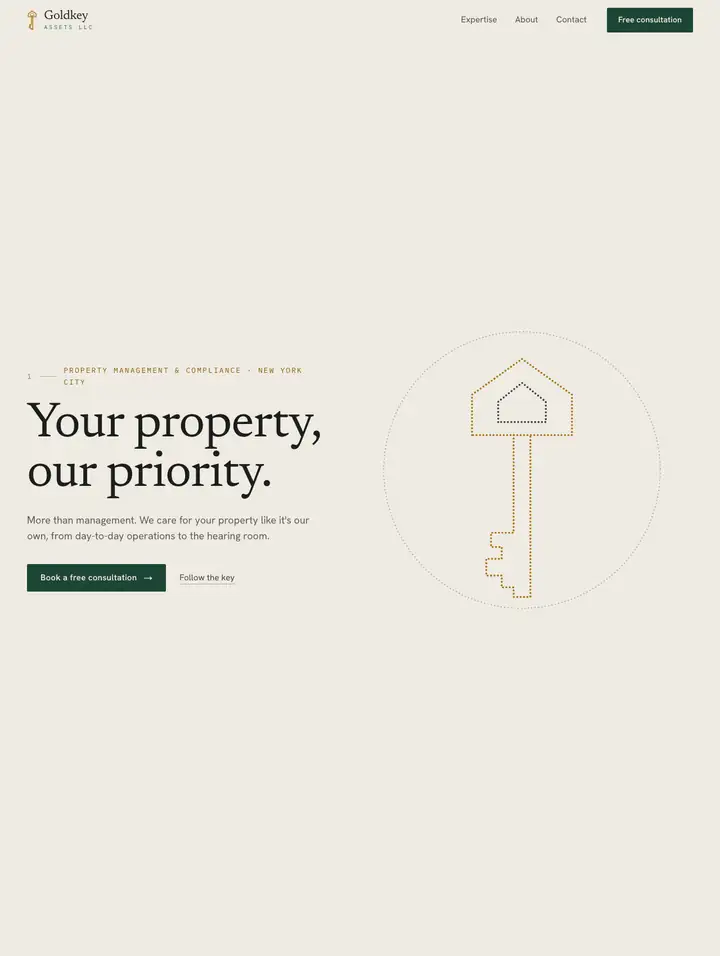 Goldkey
ASSETS LLC
Expertise
About
Contact
Free consultation
1
PROPERTY MANAGEMENT & COMPLIANCE · NEW YORK
CITY
Your property,
our priority.
More than management. We care for your property like it's our
own, from day-to-day operations to the hearing room.
Book a free consultation →
Follow the key